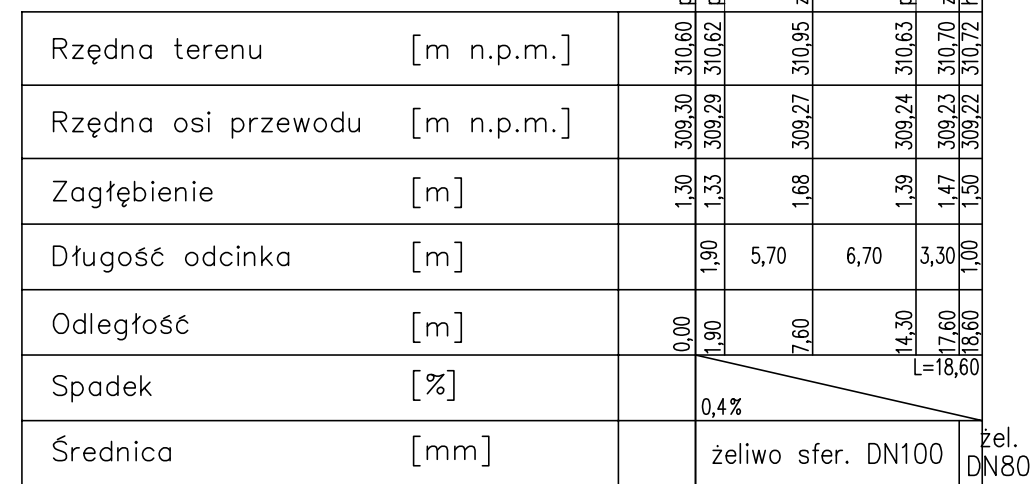 Rzędna terenu [m n.p.m.] 310,60 310,62 310,95 310,63 310,70 310,72
Rzędna osi przewodu [m n.p.m.] 309,30 309,29 309,27 309,24 309,23 309,22
Zagłębienie [m] 1,30 1,33 1,68 1,39 1,47 1,50
Długość odcinka [m] 1,90 5,70 6,70 3,30 1,00
Odległość [m] 0,00 1,90 7,60 14,30 17,60 18,60
Spadek [%] 0,4% L=18,60
Średnica [mm] żeliwo sfer. DN100 żel. DN80